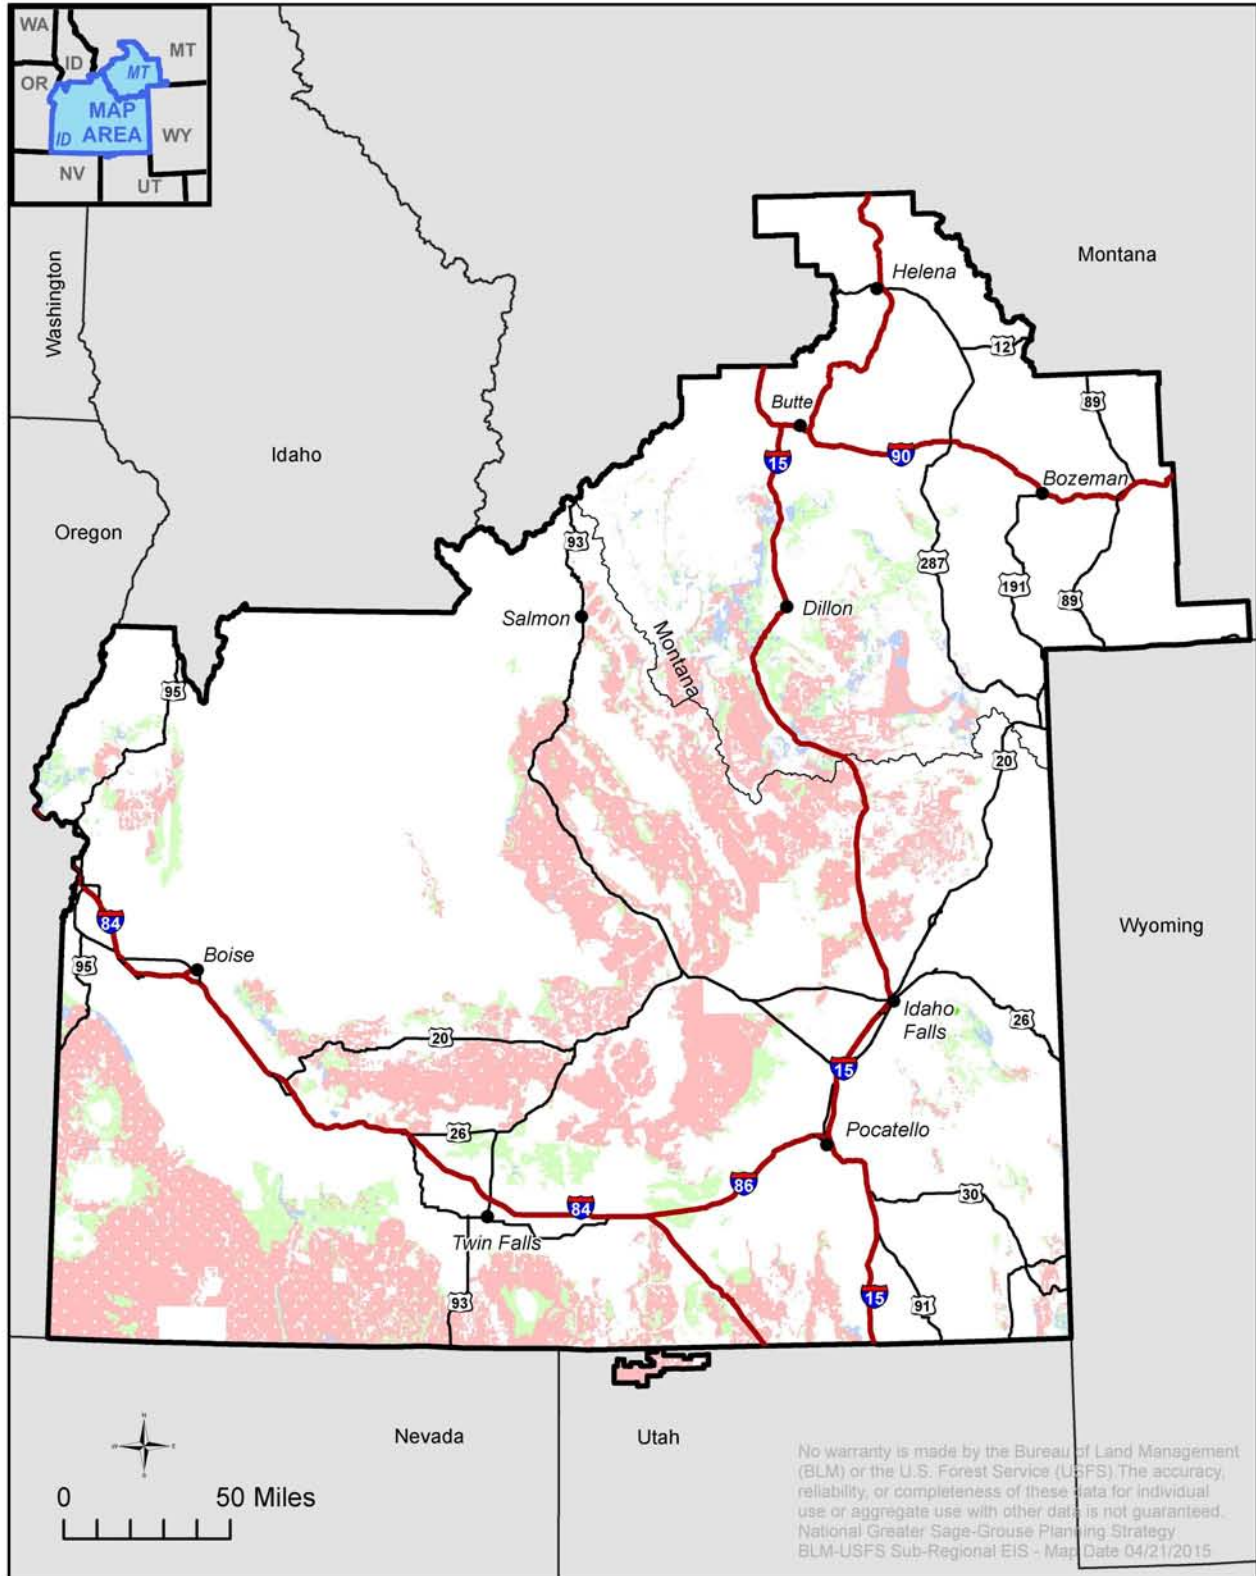 WA
ID
MT
OR
MT
MAP
AREA
ID
WY
NV
UT
Washington
Montana
Helena
12
Butte
89
15
90
Idaho
Bozeman
Oregon
93
287
191
89
Salmon
Dillon
Montana
95
20
84
Wyoming
Boise
95
Idaho
Falls
26
20
15
26
Pocatello
86
84
30
Twin Falls
93
15
91
Nevada
Utah
N
0 50 Miles
No warranty is made by the Bureau of Land Management
(BLM) or the U.S. Forest Service (USFS).The accuracy,
reliability, or completeness of these data for individual
use or aggregate use with other data is not guaranteed.
National Greater Sage-Grouse Planning Strategy
BLM-USFS Sub-Regional EIS - Map Date 04/21/2015